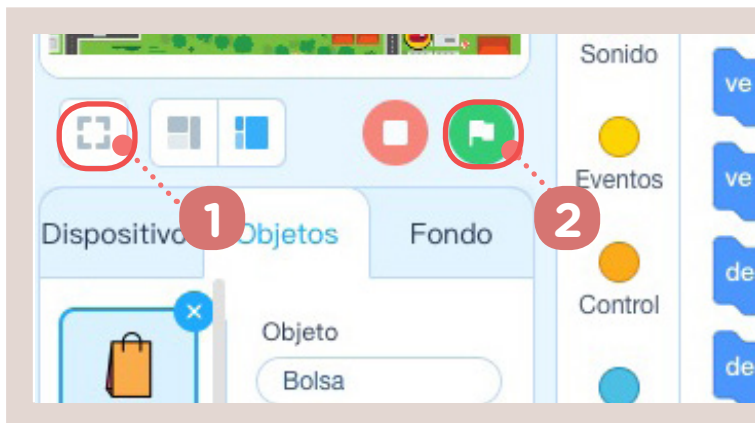 Sonido
ve
Eventos
ve
1
2
Dispositivo
Objetos
Fondo
de
Control
Objeto
Bolsa
de